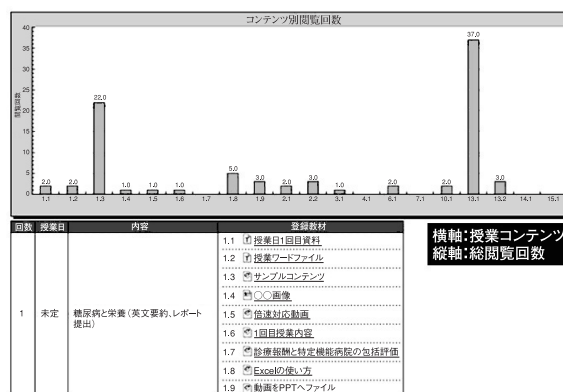 コンテンツ別閲覧回数
閲覧回数
40
35
30
25
20
15
10
5
0
2.0 2.0 22.0 1.0 1.0 1.0 5.0 3.0 2.0 3.0 1.0 2.0 2.0 37.0 3.0
1.1 1.2 1.3 1.4 1.5 1.6 1.7 1.8 1.9 2.1 2.2 3.1 4.1 6.1 7.1 10.1 13.1 13.2 14.1 15.1
横軸:授業コンテンツ
縦軸:総閲覧回数
回数 授業日 内容 登録教材
1 未定 糖尿病と栄養(英文要約、レポート
提出)
1.1 授業日1回目資料
1.2 授業ワードファイル
1.3 サンプルコンテンツ
1.4 〇〇画像
1.5 倍速対応動画
1.6 1回目授業内容
1.7 診療報酬と特定機能病院の包括評価
1.8 Excelの使い方
1.9 動画をPPTへファイル